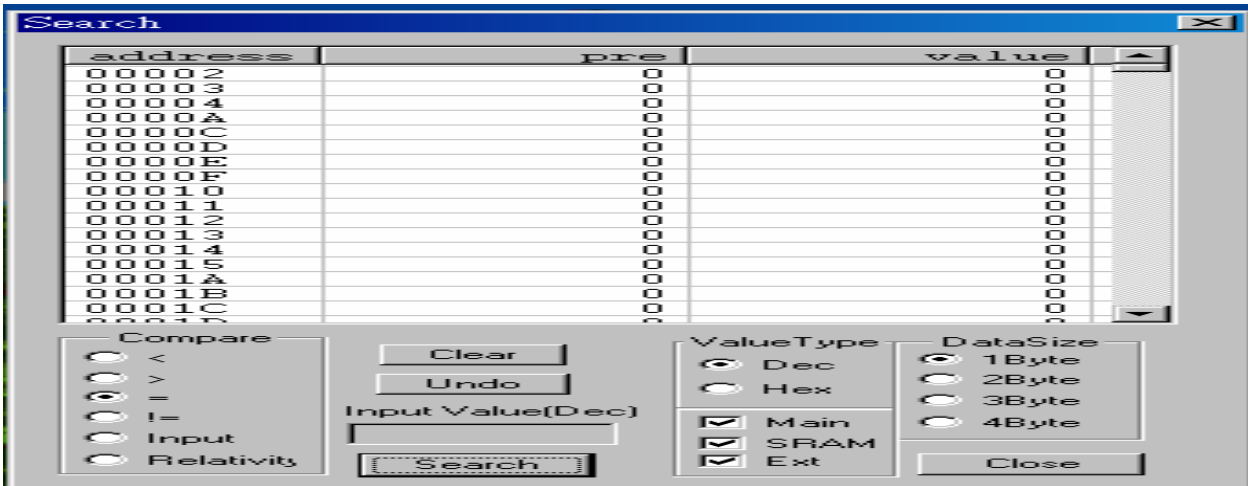 Search
address pre value
00002 0 0
00003 0 0
00004 0 0
0000A 0 0
0000C 0 0
0000D 0 0
0000E 0 0
0000F 0 0
00010 0 0
00011 0 0
00012 0 0
00013 0 0
00014 0 0
00015 0 0
0001A 0 0
0001B 0 0
0001C 0 0
0001D 0 0
Compare
<
>
=
!=
Input
Relativity
Clear
Undo
Input Value(Dec)
Search
ValueType
Dec
Hex
Main
SRAM
Ext
DataSize
1Byte
2Byte
3Byte
4Byte
Close